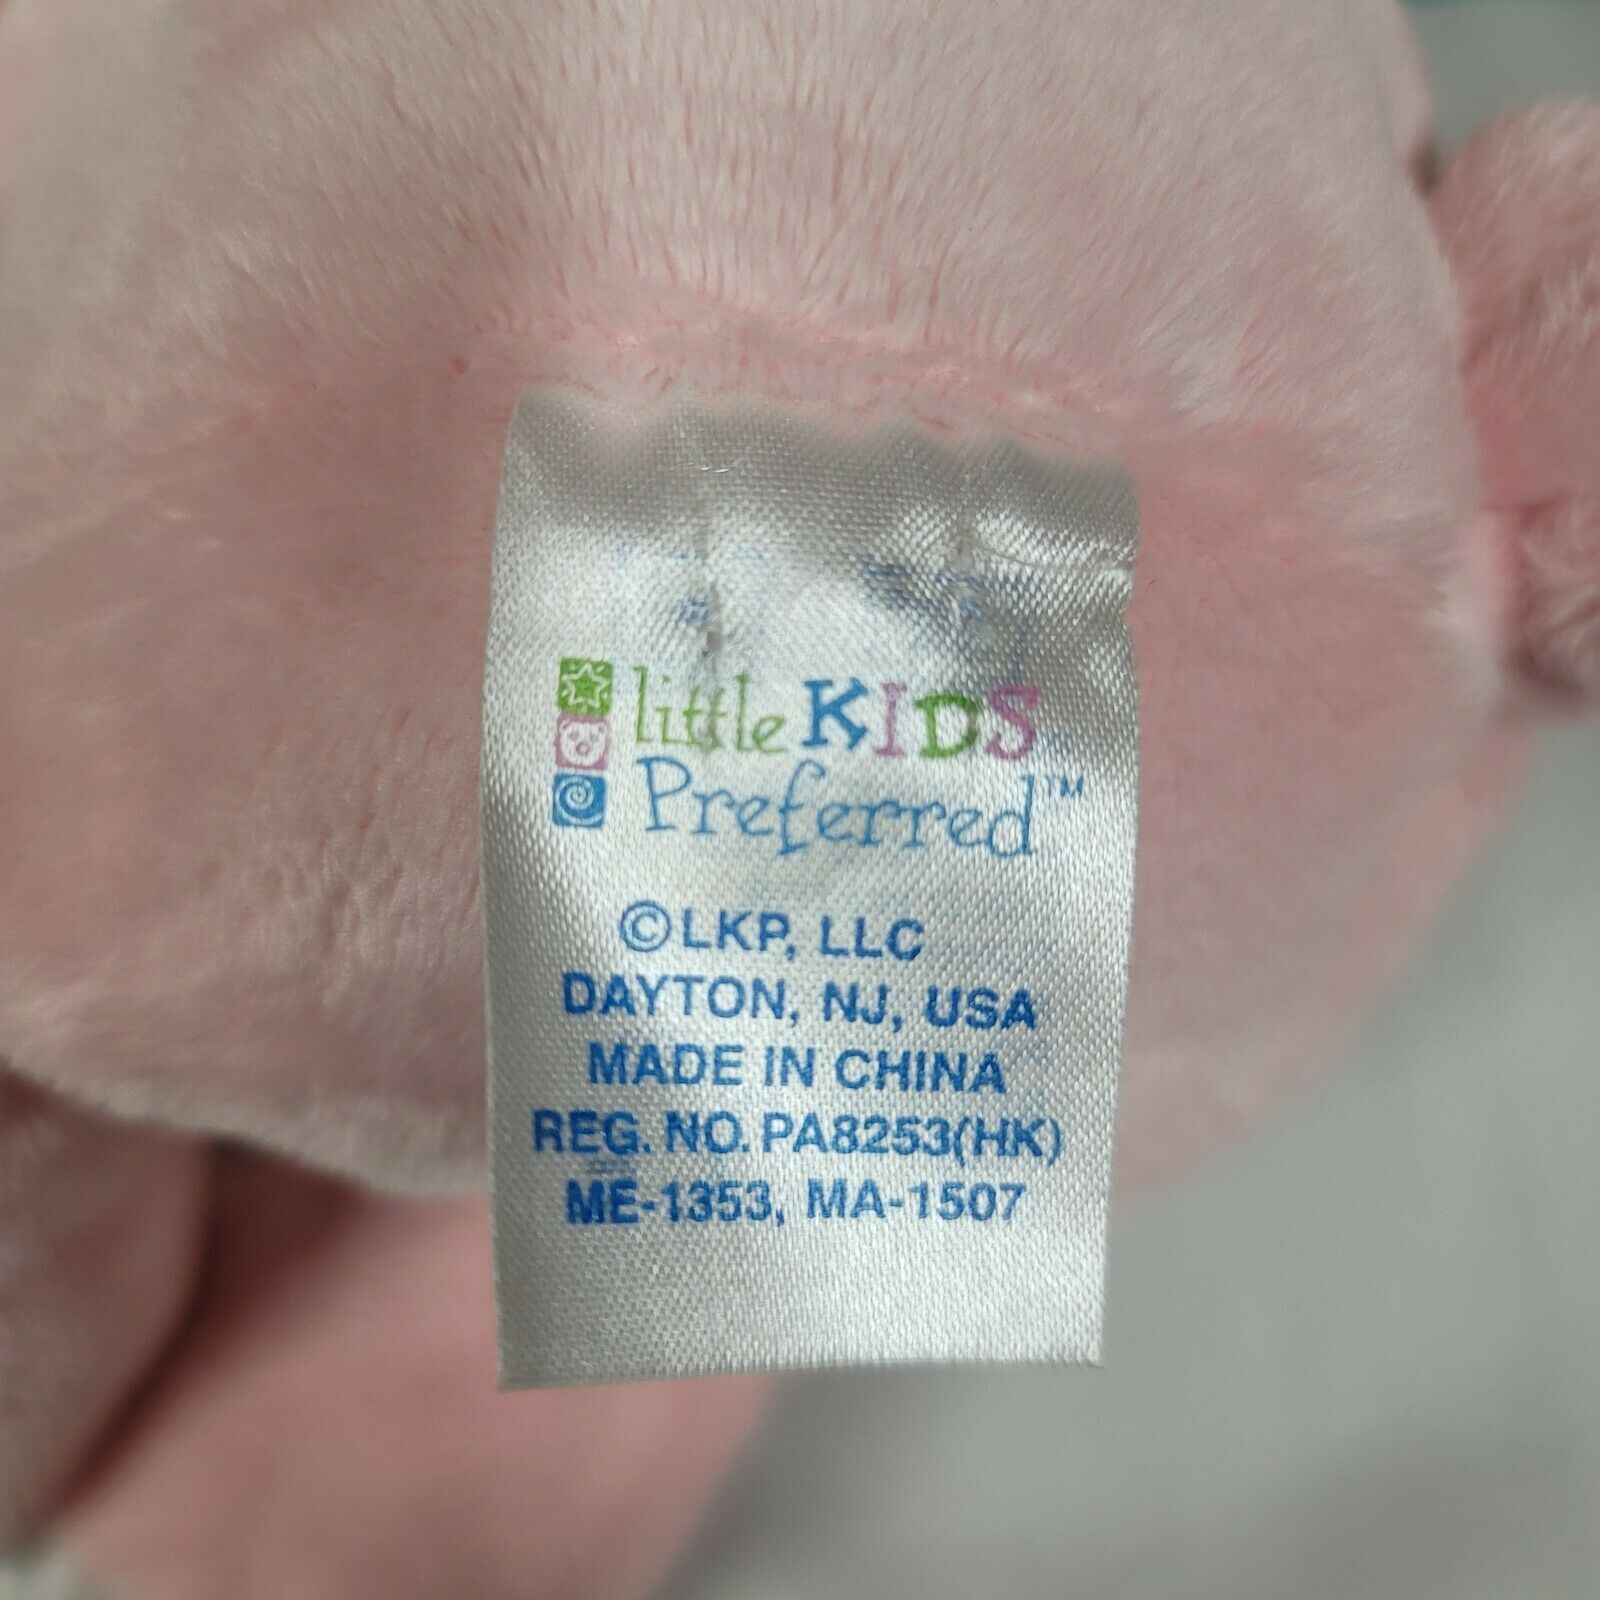 little KIDS
Preferred™
©LKP, LLC
DAYTON, NJ, USA
MADE IN CHINA
REG. NO. PA8253(HK)
ME-1353, MA-1507